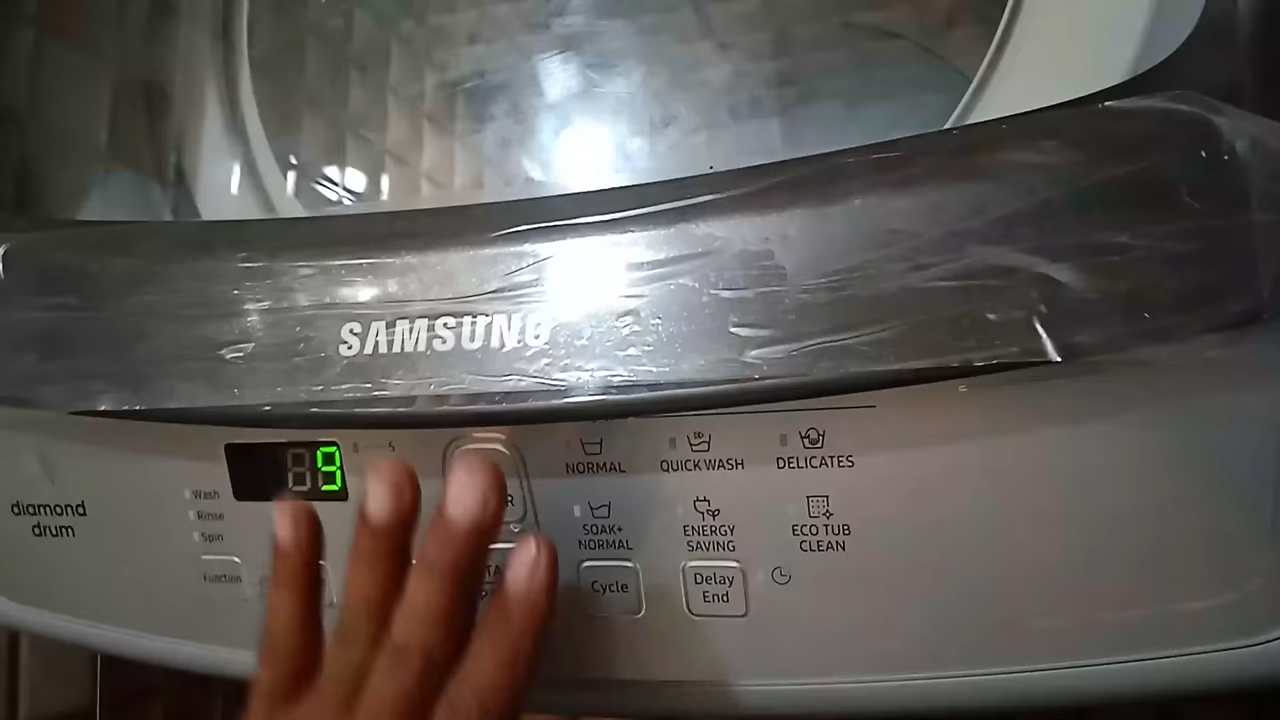 SAMSUNG
9
S
NORMAL
QUICK WASH
DELICATES
Wash
Rinse
Spin
diamond
drum
SOAK+
NORMAL
ENERGY
SAVING
ECO TUB
CLEAN
Function
Cycle
Delay
End